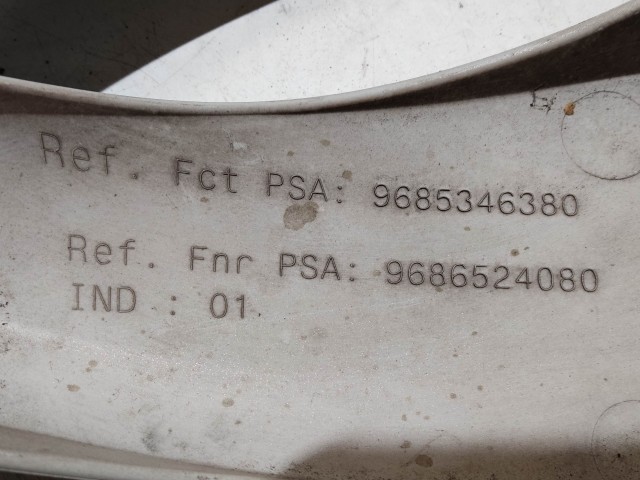 Ref. Fct PSA: 9685346380
Ref. Fnr PSA: 9686524080
IND : 01